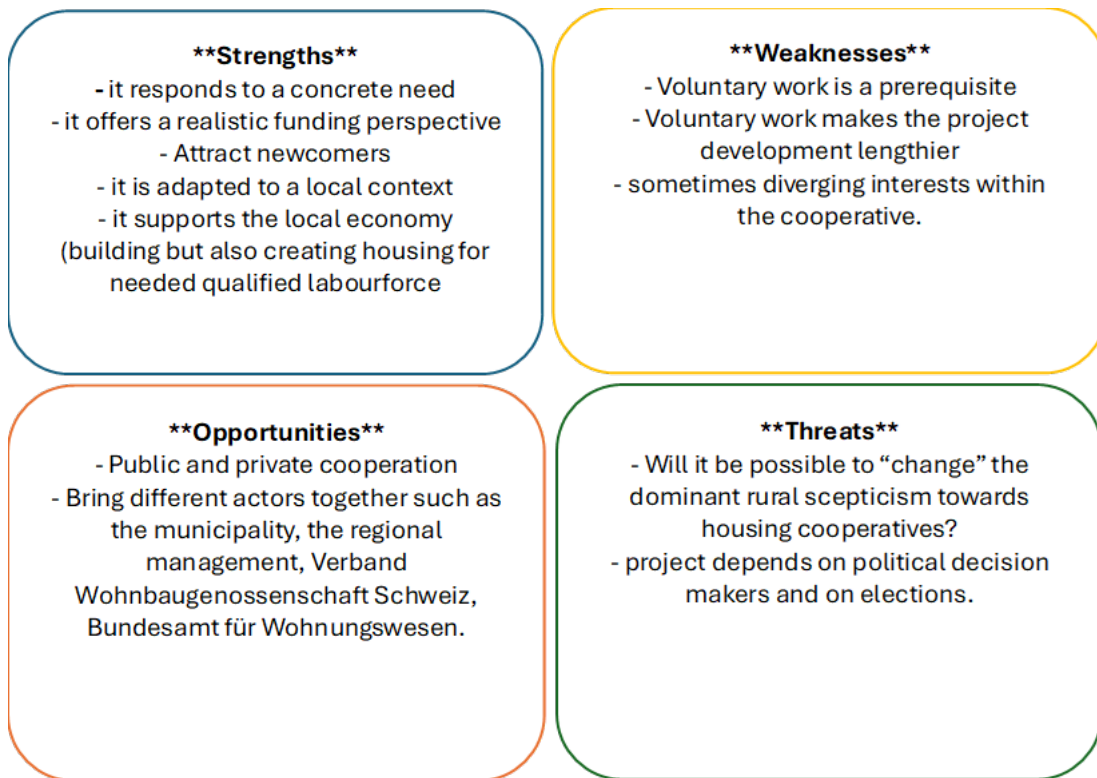 **Strengths**
- it responds to a concrete need
- it offers a realistic funding perspective
- Attract newcomers
- it is adapted to a local context
- it supports the local economy
(building but also creating housing for
needed qualified labourforce
**Weaknesses**
- Voluntary work is a prerequisite
- Voluntary work makes the project
development lengthier
- sometimes diverging interests within
the cooperative.
**Opportunities**
- Public and private cooperation
- Bring different actors together such as
the municipality, the regional
management, Verband
Wohnbaugenossenschaft Schweiz,
Bundesamt für Wohnungswesen.
**Threats**
- Will it be possible to “change” the
dominant rural scepticism towards
housing cooperatives?
- project depends on political decision
makers and on elections.